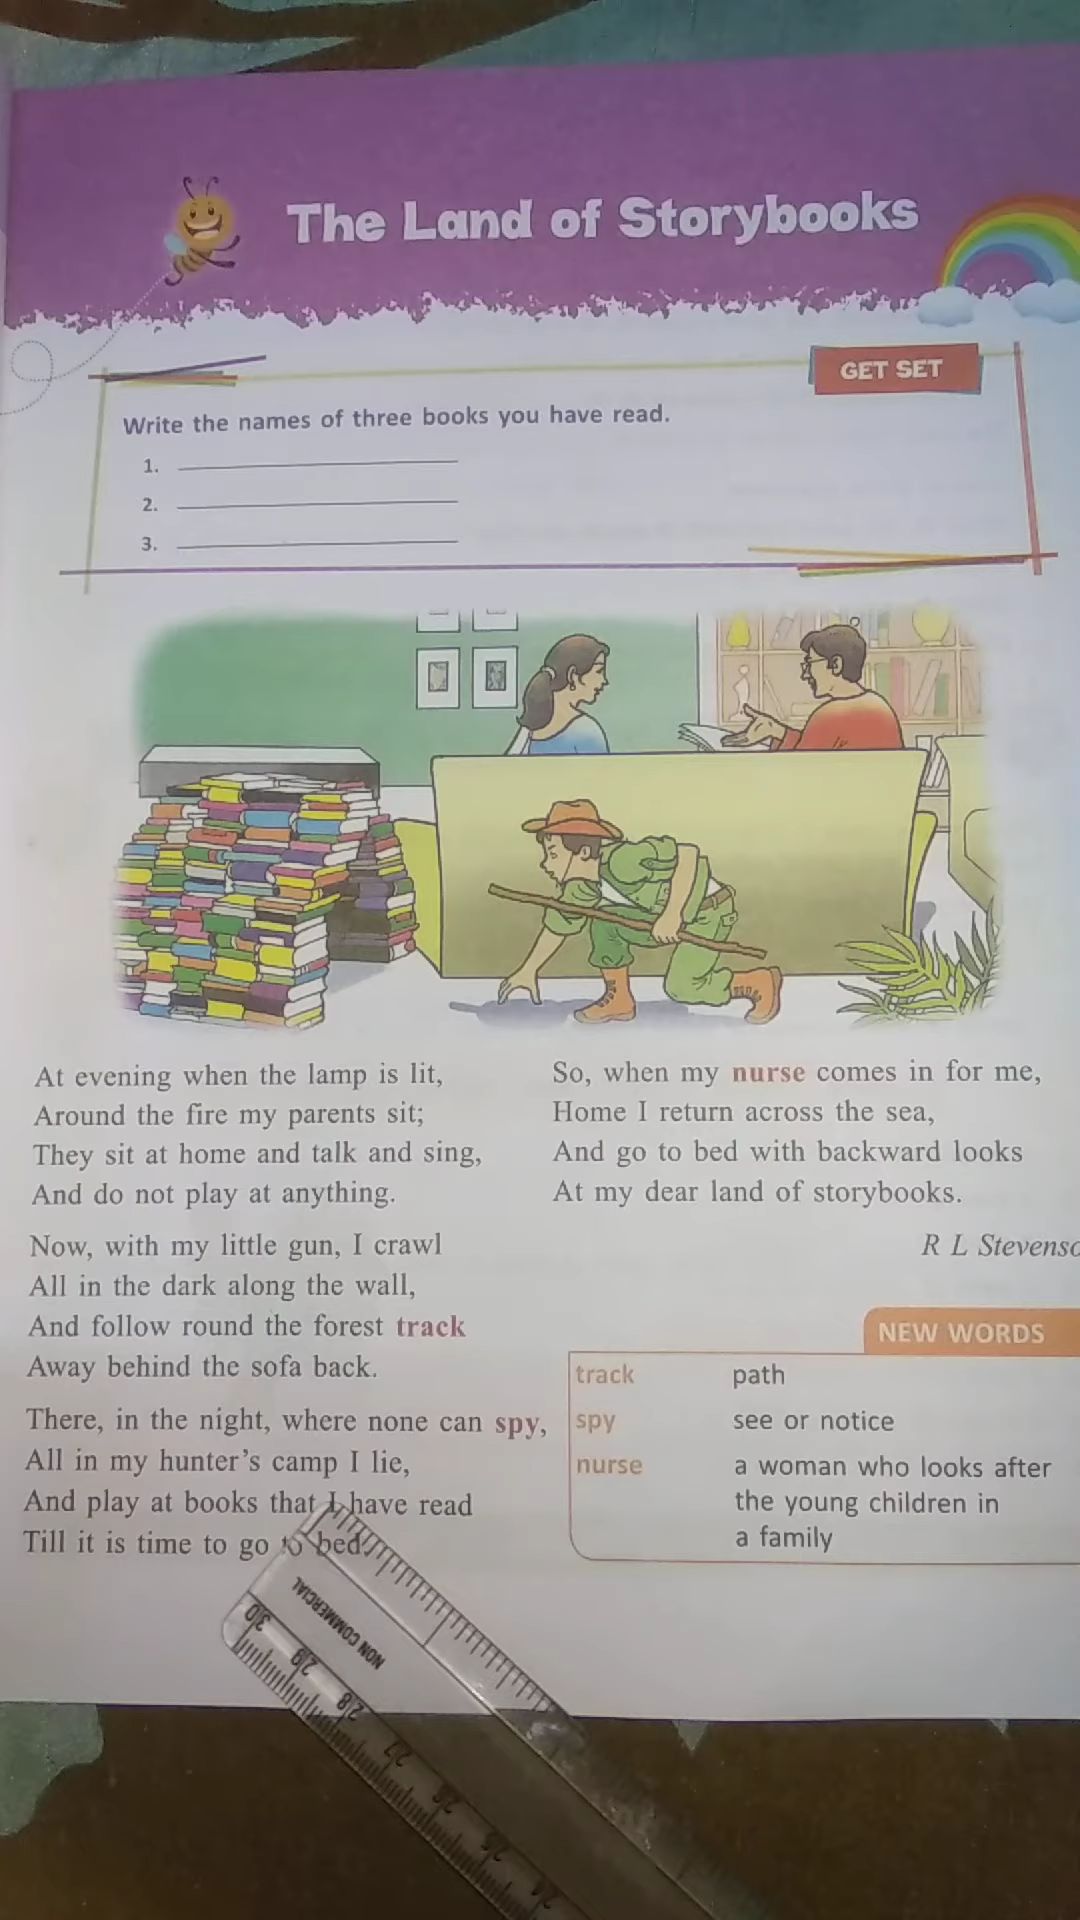 The Land of Storybooks
GET SET
Write the names of three books you have read.
1.
2.
3.
At evening when the lamp is lit,
Around the fire my parents sit;
They sit at home and talk and sing,
And do not play at anything.
Now, with my little gun, I crawl
All in the dark along the wall,
And follow round the forest track
Away behind the sofa back.
There, in the night, where none can spy,
All in my hunter's camp I lie,
And play at books that I have read
Till it is time to go to bed.
So, when my nurse comes in for me,
Home I return across the sea,
And go to bed with backward looks
At my dear land of storybooks.
R L Stevenso
NEW WORDS
track path
spy see or notice
nurse a woman who looks after
the young children in
a family
NON COMMERCIAL
30 29 28 27 26 25 24